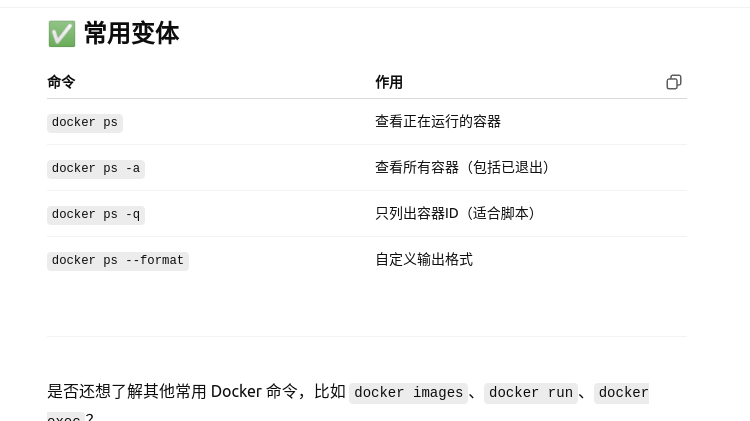 ✅ 常用变体
命令 作用
docker ps 查看正在运行的容器
docker ps -a 查看所有容器（包括已退出）
docker ps -q 只列出容器ID（适合脚本）
docker ps --format 自定义输出格式
是否还想了解其他常用 Docker 命令，比如 docker images、docker run、docker
exec？